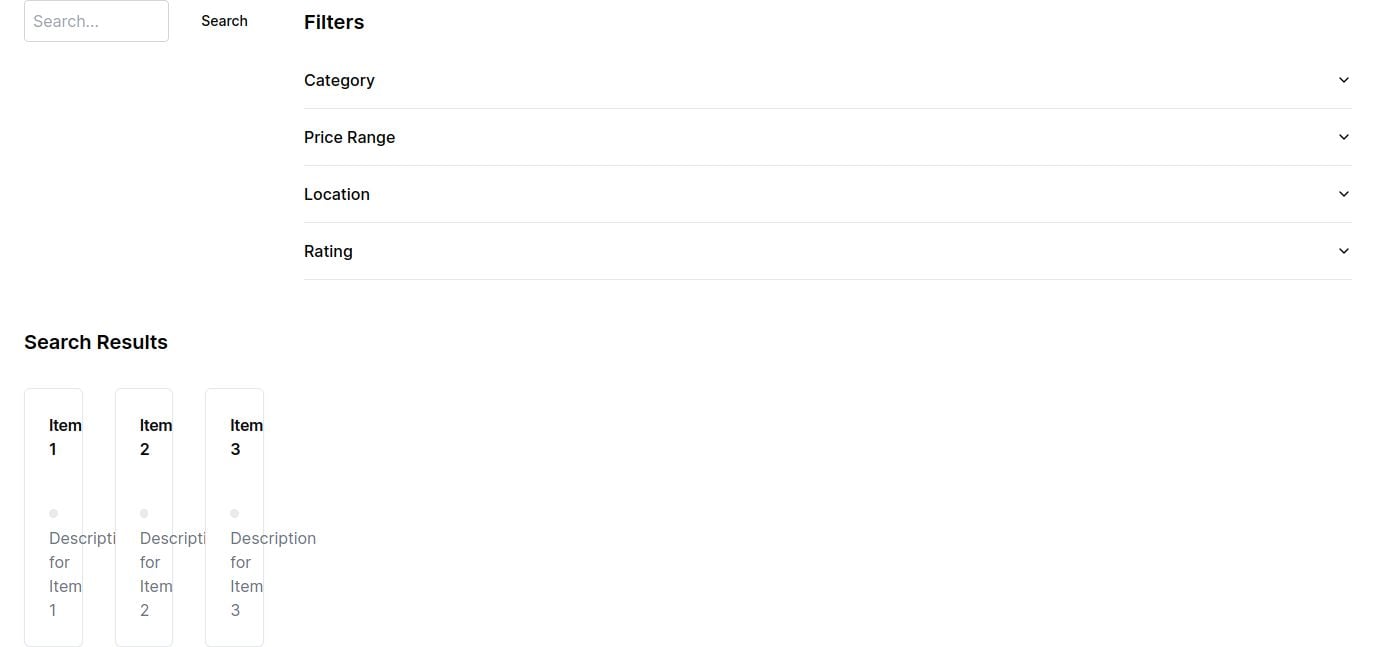 Search...
Search
Filters
Category
Price Range
Location
Rating
Search Results
Item
1
Descripti
for
Item
1
Item
2
Descripti
for
Item
2
Item
3
Description
for
Item
3